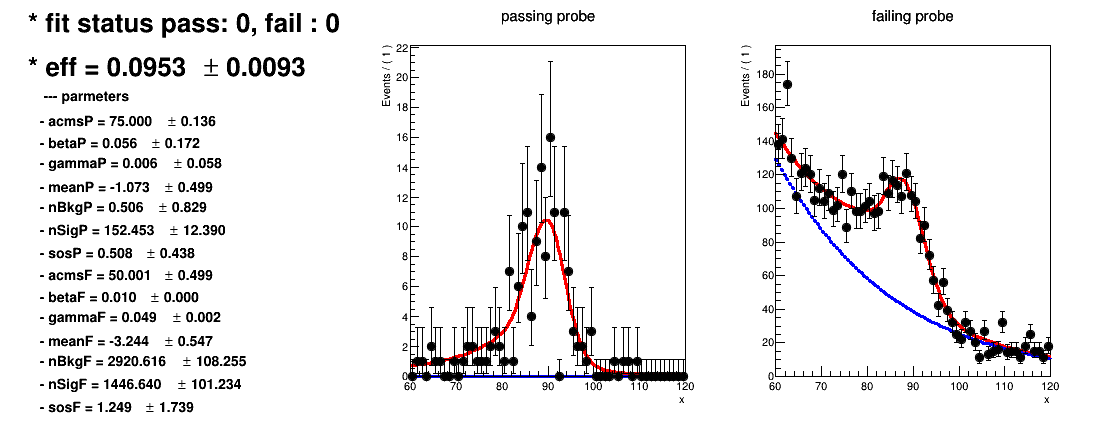 * fit status pass: 0, fail : 0
* eff = 0.0953 ± 0.0093
--- parmeters
- acmsP = 75.000 ± 0.136
- betaP = 0.056 ± 0.172
- gammaP = 0.006 ± 0.058
- meanP = -1.073 ± 0.499
- nBkgP = 0.506 ± 0.829
- nSigP = 152.453 ± 12.390
- sosP = 0.508 ± 0.438
- acmsF = 50.001 ± 0.499
- betaF = 0.010 ± 0.000
- gammaF = 0.049 ± 0.002
- meanF = -3.244 ± 0.547
- nBkgF = 2920.616 ± 108.255
- nSigF = 1446.640 ± 101.234
- sosF = 1.249 ± 1.739
passing probe
Events / ( 1 )
22
20
18
16
14
12
10
8
6
4
2
0
60 70 80 90 100 110 120
x
failing probe
Events / ( 1 )
180
160
140
120
100
80
60
40
20
0
60 70 80 90 100 110 120
x